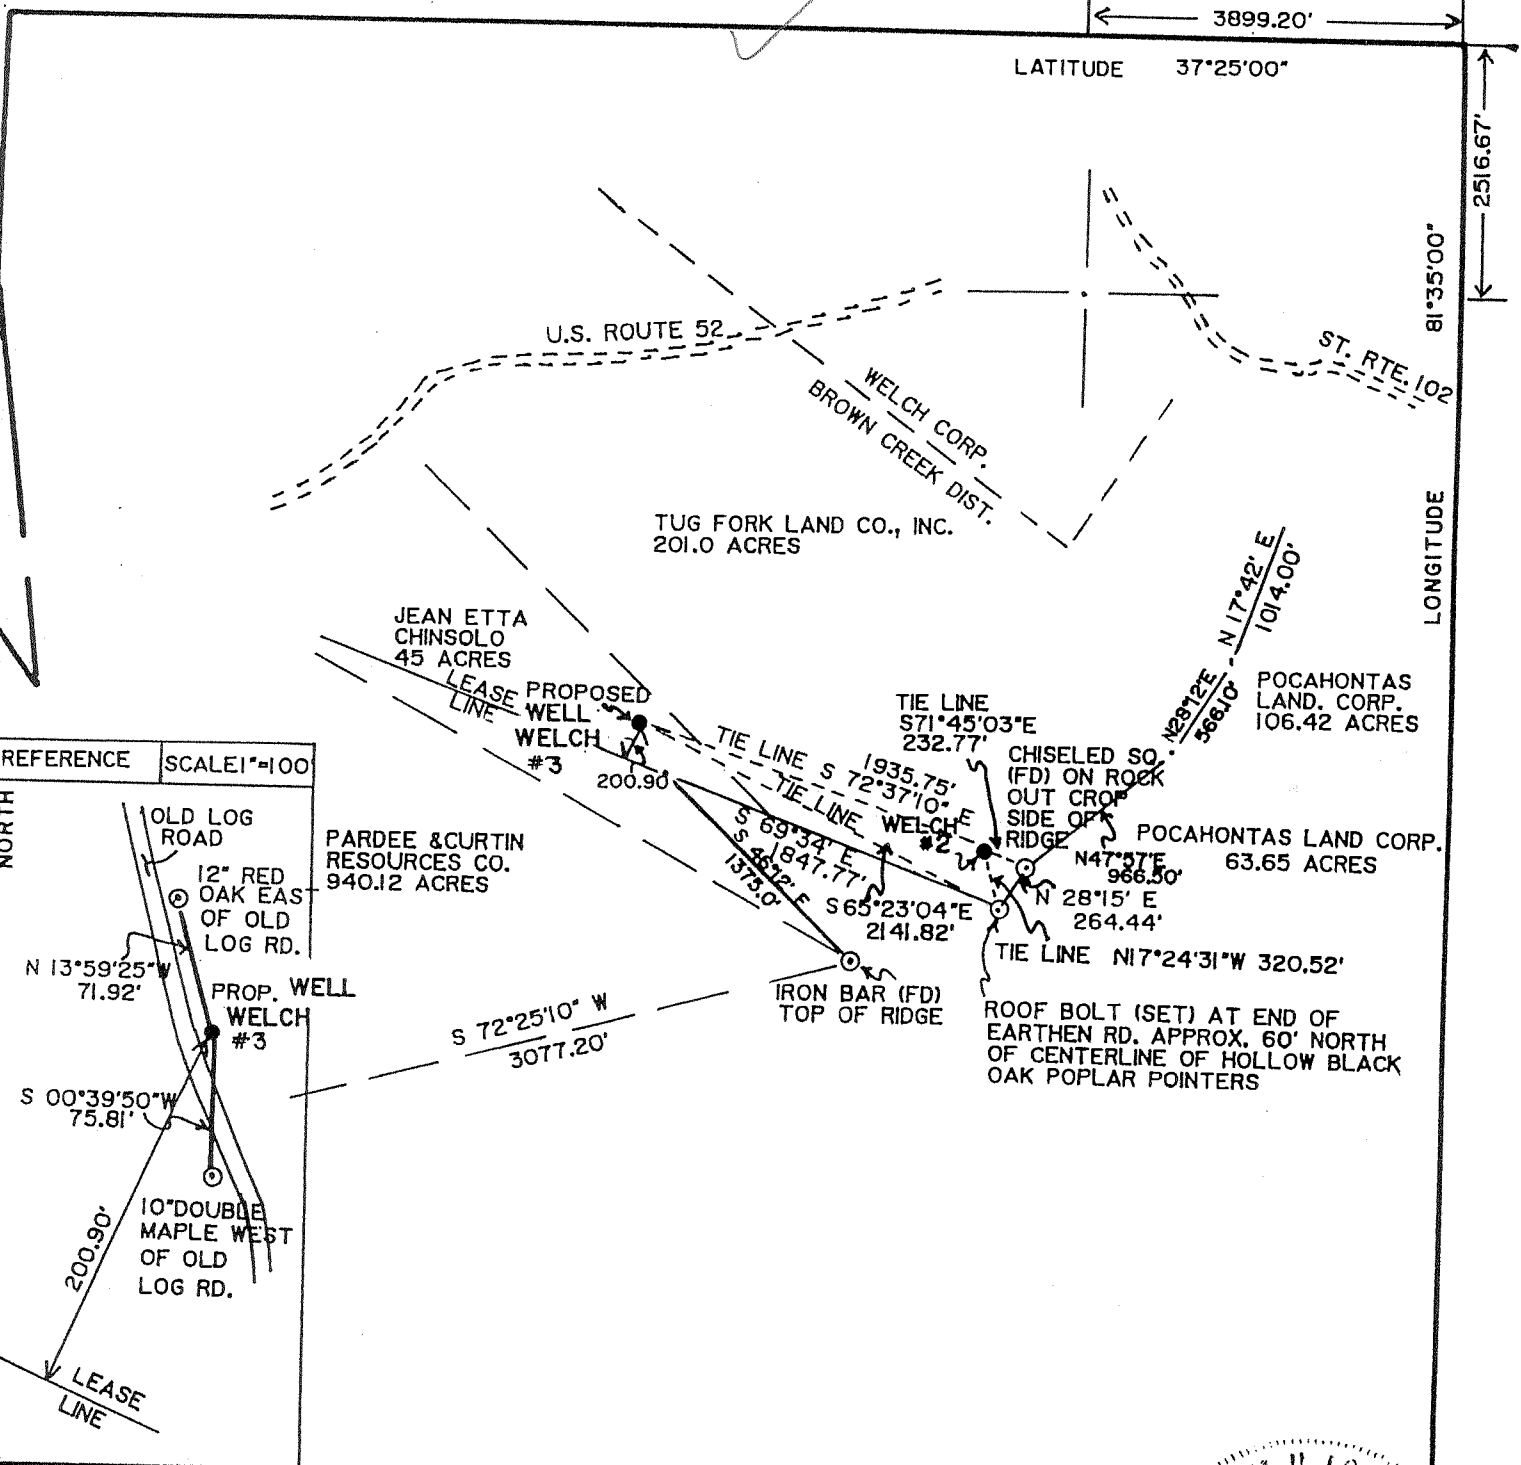 3899.20'
LATITUDE 37°25'00"
2516.67'
81°35'00"
LONGITUDE
U.S. ROUTE 52
ST. RTE. 102
WELCH CORP.
BROWN CREEK DIST.
TUG FORK LAND CO., INC.
201.0 ACRES
N 17°42' E
1014.00'
N28°12'E
566.10'
JEAN ETTA
CHINSOLO
45 ACRES
LEASE
LINE
PROPOSED
WELL
WELCH
#3
200.90'
TIE LINE S 72°37'10" E
1935.75'
TIE LINE
S 65°23'04"E
2141.82'
S 69°34' E
1847.77'
S 46°12' E
1375.0'
TIE LINE
S71°45'03"E
232.77'
WELCH
#2
CHISELED SQ.
(FD) ON ROCK
OUT CROP
SIDE OF
RIDGE
POCAHONTAS
LAND. CORP.
106.42 ACRES
POCAHONTAS LAND CORP.
63.65 ACRES
N47°57'E
966.50'
N 28°15' E
264.44'
TIE LINE N17°24'31"W 320.52'
IRON BAR (FD)
TOP OF RIDGE
ROOF BOLT (SET) AT END OF
EARTHEN RD. APPROX. 60' NORTH
OF CENTERLINE OF HOLLOW BLACK
OAK POPLAR POINTERS
S 72°25'10" W
3077.20'
PARDEE &CURTIN
RESOURCES CO.
940.12 ACRES
REFERENCE
SCALE1"=100'
NORTH
OLD LOG
ROAD
12" RED
OAK EAST
OF OLD
LOG RD.
N 13°59'25"W
71.92'
PROP. WELL
WELCH
#3
S 00°39'50"W
75.81'
10"DOUBLE
MAPLE WEST
OF OLD
LOG RD.
200.90'
LEASE
LINE